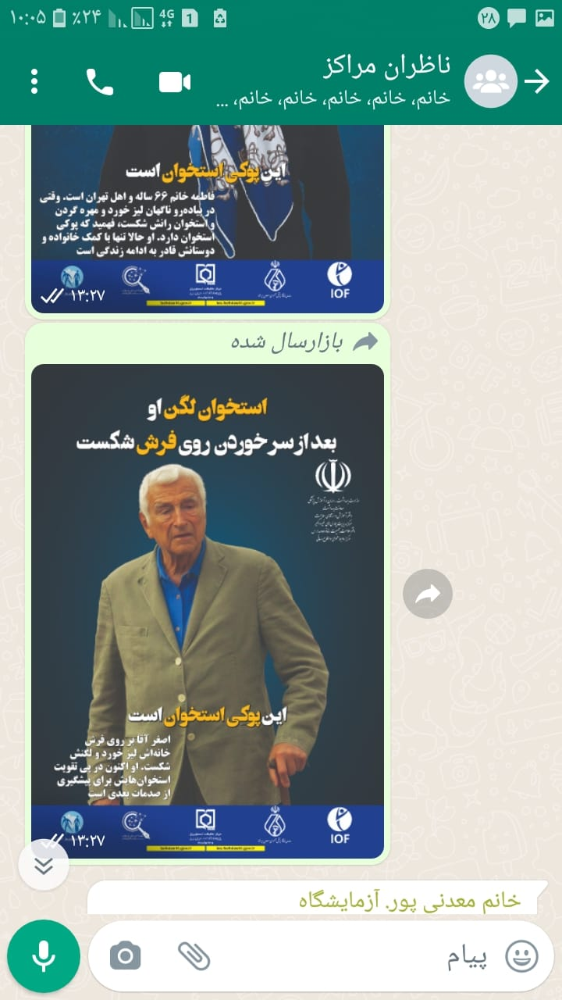 ۱۰:۰۵
٪۲۴
4G
1
۲۸
ناظران مراکز
خانم، خانم، خانم، خانم، خانم، ...
این پوکی استخوان است
فاطمه خانم ۶۶ ساله و اهل تهران است. وقتی
در پیاده‌رو ناگهان لیز خورد و مهره گردن
و استخوان رانش شکست، فهمید که پوکی
استخوان دارد. او حالا تنها با کمک خانواده و
دوستانش قادر به ادامه زندگی است
IOF
۱۳:۲۷
بازارسال شده
استخوان لگن او
بعد از سر خوردن روی فرش شکست
این پوکی استخوان است
اصغر آقا بر روی فرش
خانه‌اش لیز خورد و لگنش
شکست. او اکنون در پی تقویت
استخوان‌هایش برای پیشگیری
از صدمات بعدی است
IOF
۱۳:۲۷
خانم معدنی پور. آزمایشگاه
پیام